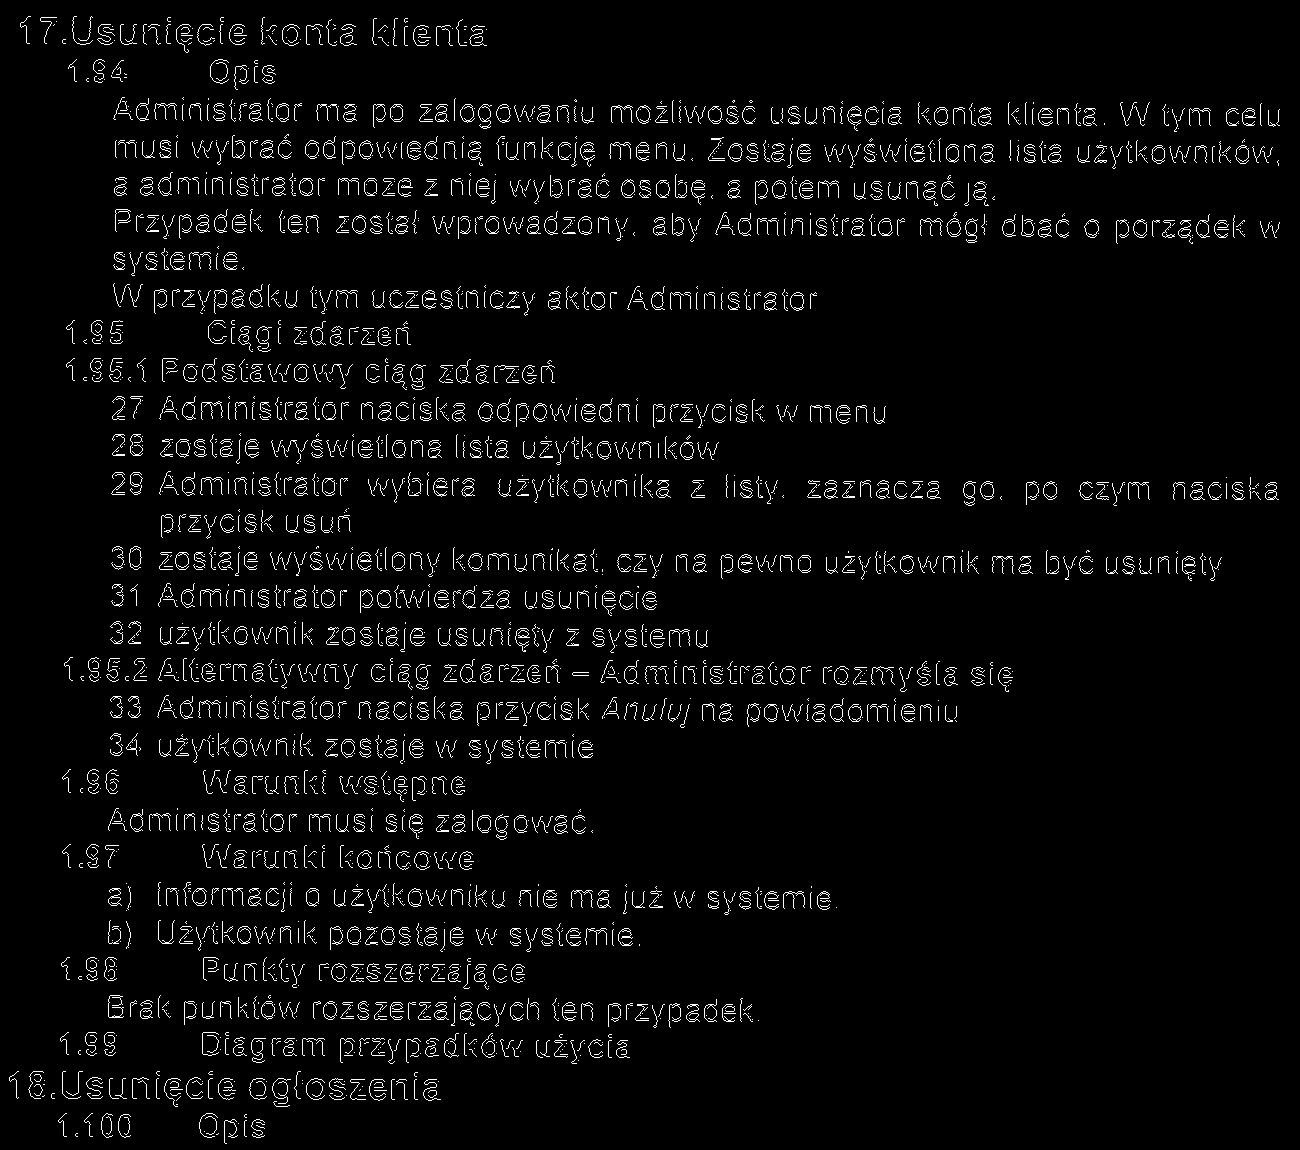 17.Usunięcie konta klienta
1.94 Opis
Administrator ma po zalogowaniu możliwość usunięcia konta klienta. W tym celu
musi wybrać odpowiednią funkcję menu. Zostaje wyświetlona lista użytkowników,
a administrator może z niej wybrać osobę, a potem usunąć ją.
Przypadek ten został wprowadzony, aby Administrator mógł dbać o porządek w
systemie.
W przypadku tym uczestniczy aktor Administrator
1.95 Ciągi zdarzeń
1.95.1 Podstawowy ciąg zdarzeń
27 Administrator naciska odpowiedni przycisk w menu
28 zostaje wyświetlona lista użytkowników
29 Administrator wybiera użytkownika z listy, zaznacza go, po czym naciska
przycisk usuń
30 zostaje wyświetlony komunikat, czy na pewno użytkownik ma być usunięty
31 Administrator potwierdza usunięcie
32 użytkownik zostaje usunięty z systemu
1.95.2 Alternatywny ciąg zdarzeń – Administrator rozmyśla się
33 Administrator naciska przycisk Anuluj na powiadomieniu
34 użytkownik zostaje w systemie
1.96 Warunki wstępne
Administrator musi się zalogować.
1.97 Warunki końcowe
a) Informacji o użytkowniku nie ma już w systemie.
b) Użytkownik pozostaje w systemie.
1.98 Punkty rozszerzające
Brak punktów rozszerzających ten przypadek.
1.99 Diagram przypadków użycia
18.Usunięcie ogłoszenia
1.100 Opis